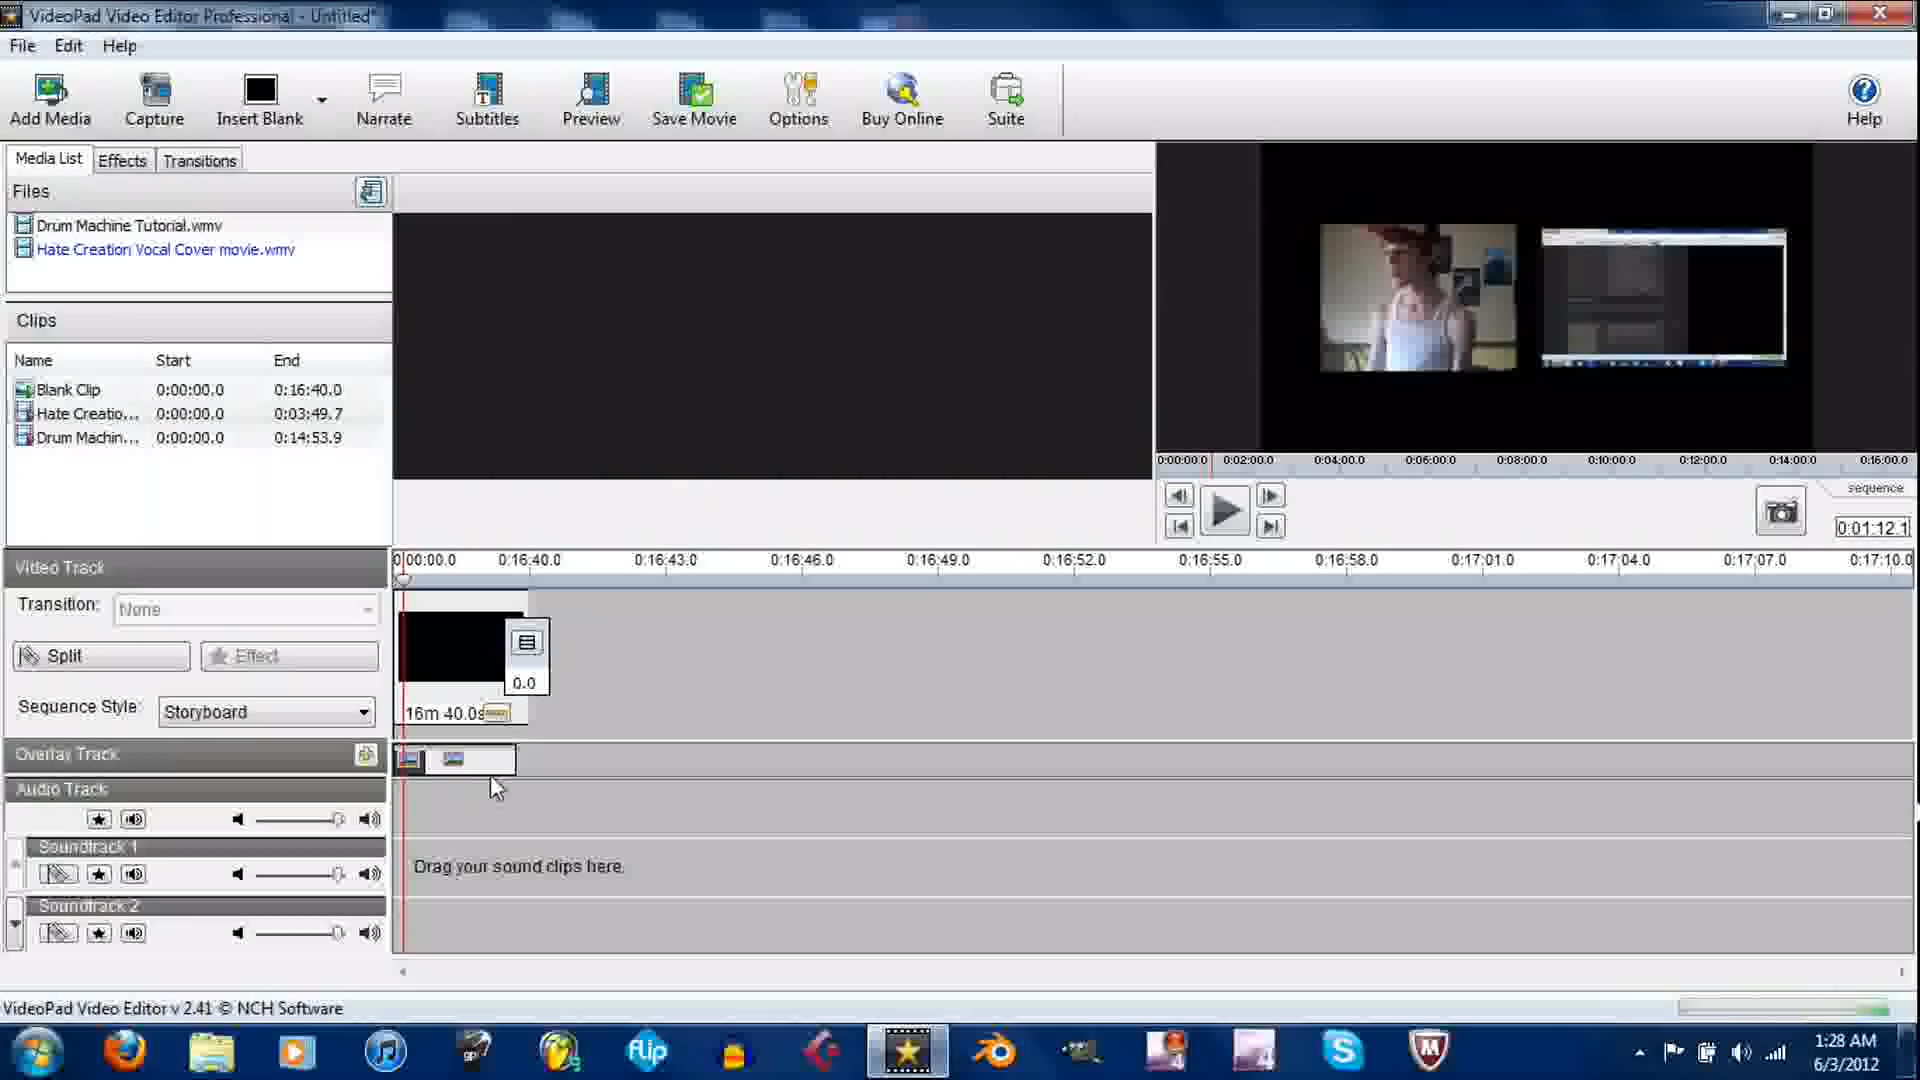 VideoPad Video Editor Professional - Untitled*
File Edit Help
Add Media Capture Insert Blank Narrate Subtitles Preview Save Movie Options Buy Online Suite Help
Media List Effects Transitions
Files
Drum Machine Tutorial.wmv
Hate Creation Vocal Cover movie.wmv
Clips
Name Start End
Blank Clip 0:00:00.0 0:16:40.0
Hate Creatio... 0:00:00.0 0:03:49.7
Drum Machin... 0:00:00.0 0:14:53.9
0:00:00.0 0:02:00.0 0:04:00.0 0:06:00.0 0:08:00.0 0:10:00.0 0:12:00.0 0:14:00.0 0:16:00.0
sequence
0:01:12.1
Video Track
0:00:00.0 0:16:40.0 0:16:43.0 0:16:46.0 0:16:49.0 0:16:52.0 0:16:55.0 0:16:58.0 0:17:01.0 0:17:04.0 0:17:07.0 0:17:10.0
Transition: None
Split Effect
0.0
Sequence Style: Storyboard
16m 40.0s
Overlay Track
Audio Track
Soundtrack 1
Drag your sound clips here.
Soundtrack 2
VideoPad Video Editor v 2.41 © NCH Software
flip
1:28 AM
6/3/2012